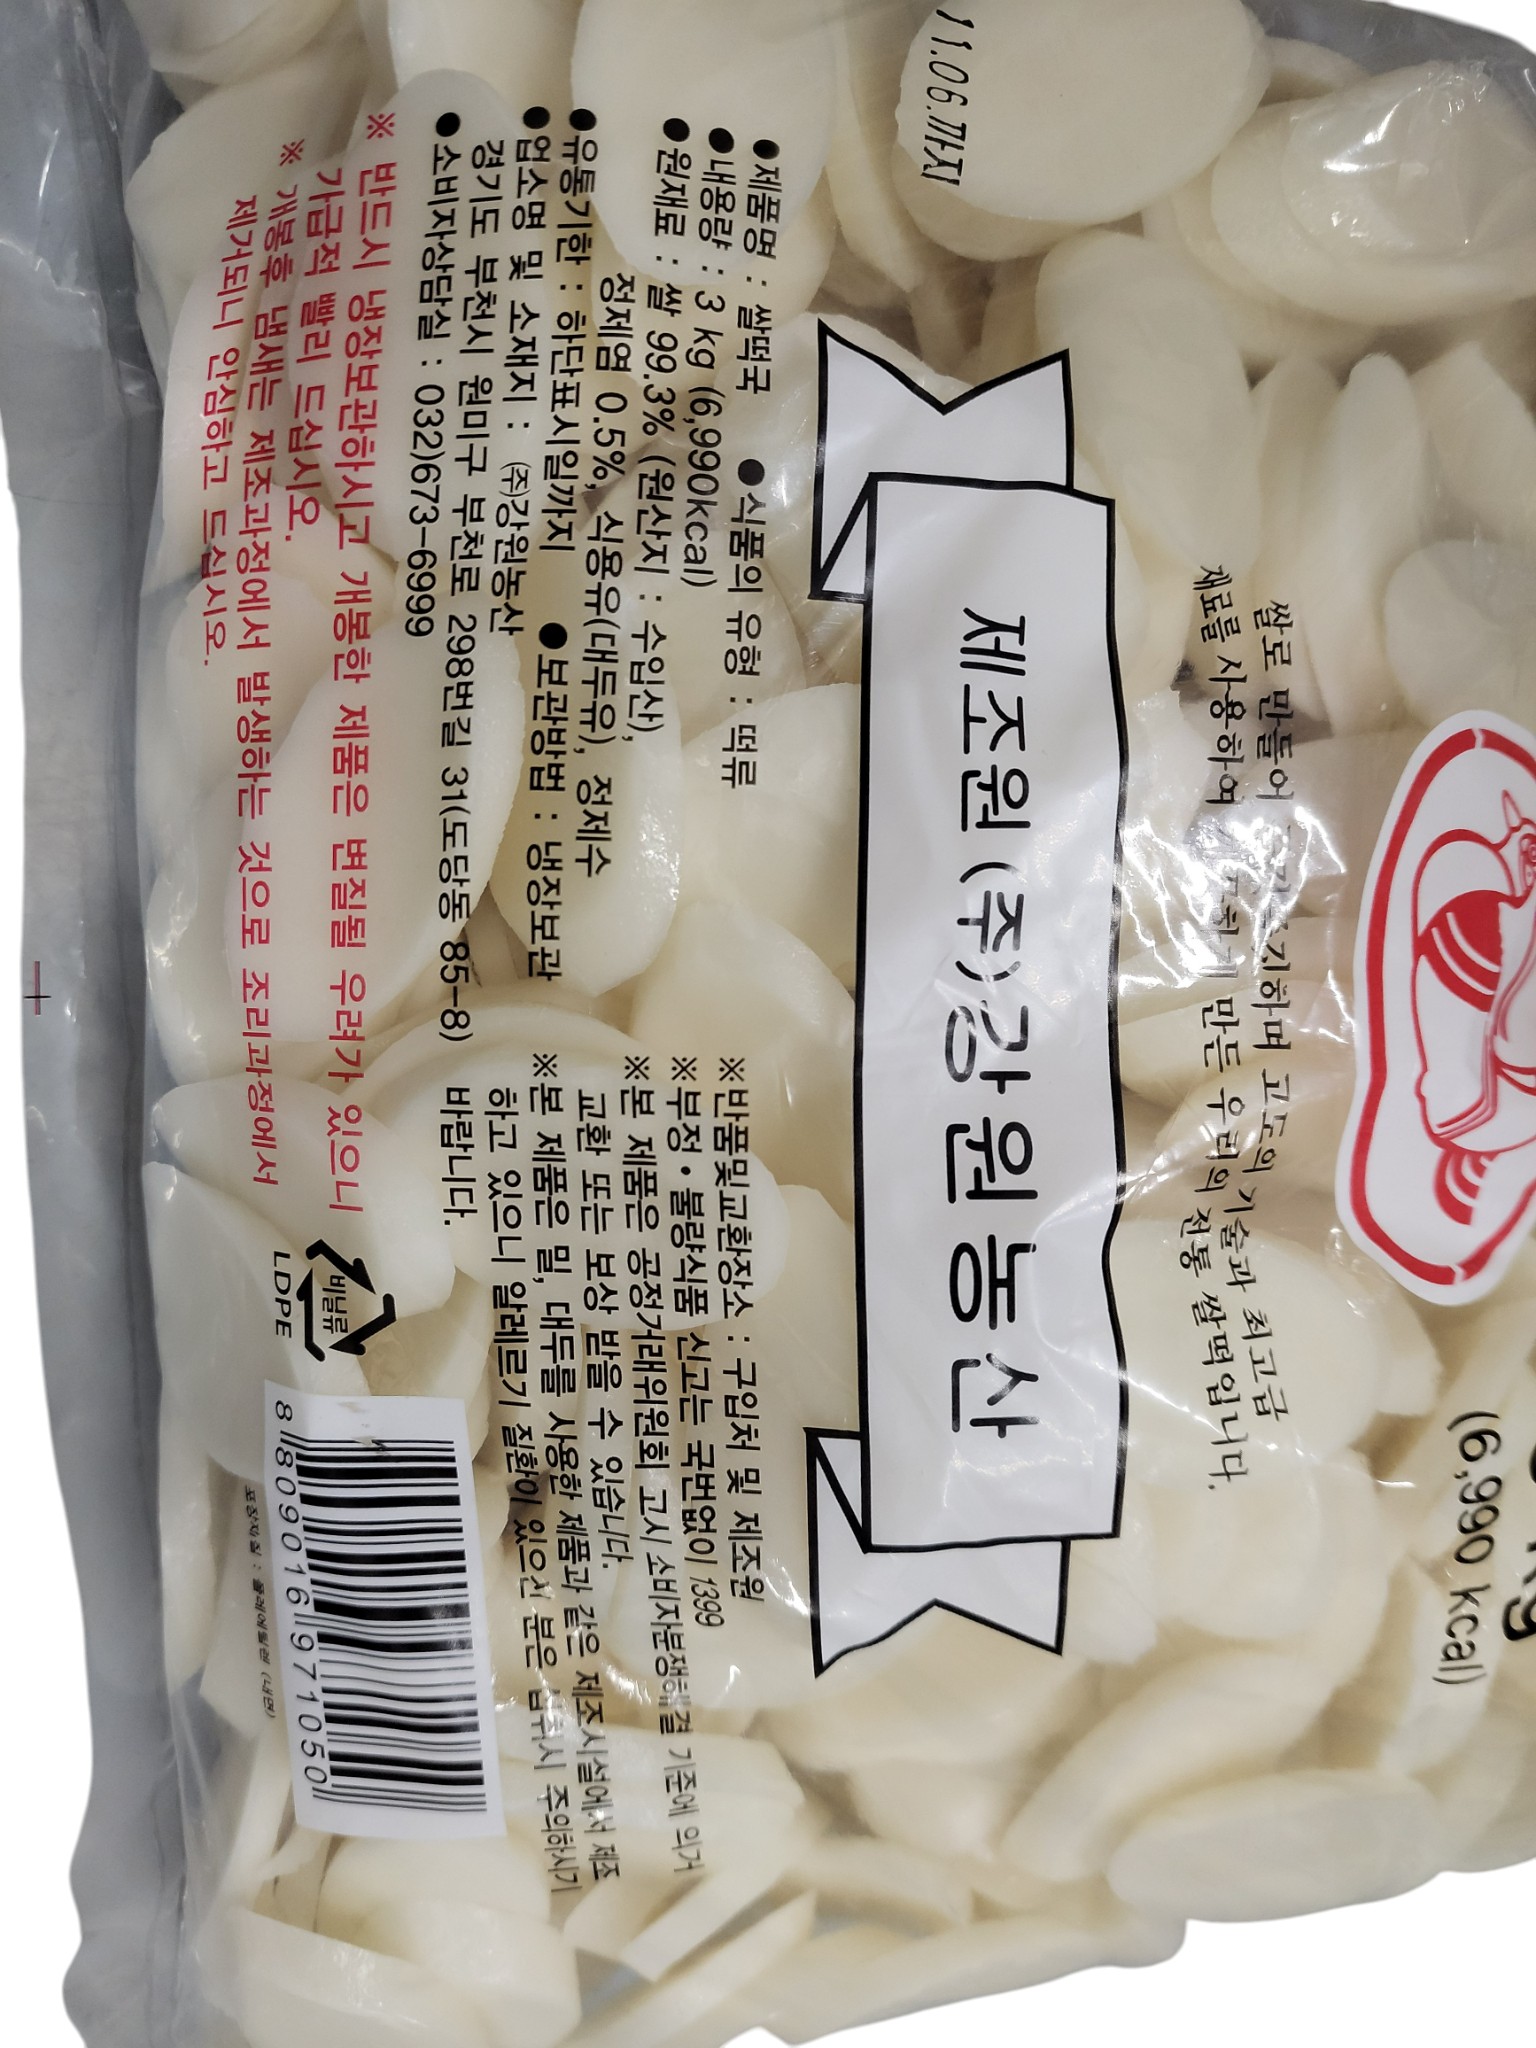 11.06.까지
(6,990 kcal)
쌀로 만들어 하며 고도의 기술과 최고급
재료를 사용하여 만든 우리의 전통 쌀떡입니다.
제조원 (주)강원농산
●제품명 : 쌀떡국 ●식품의 유형 : 떡류
●내용량 : 3 kg (6,990kcal)
●원재료 : 쌀 99.3% (원산지 : 수입산),
정제염 0.5%, 식용유(대두유), 정제수
●유통기한 : 하단표시일까지 ●보관방법 : 냉장보관
●업소명 및 소재지 : (주)강원농산
경기도 부천시 원미구 부천로 298번길 31(도당동 85-8)
●소비자상담실 : 032)673-6999
※ 반드시 냉장보관하시고 개봉한 제품은 변질될 우려가 있으니
가급적 빨리 드십시오.
※ 개봉후 냄새는 제조과정에서 발생하는 것으로 조리과정에서
제거되니 안심하고 드십시오.
※반품및교환장소 : 구입처 및 제조원
※부정•불량식품 신고는 국번없이 1399
※본 제품은 공정거래위원회 고시 소비자분쟁해결 기준에 의거
교환 또는 보상 받을 수 있습니다.
※본 제품은 밀, 대두를 사용한 제품과 같은 제조시설에서 제조
하고 있으니 알레르기 질환이 있으신 분은 섭취시 주의하시기
바랍니다.
비닐류
LDPE
8 809016 971050
포장재질 : 폴리에틸렌 (내면)